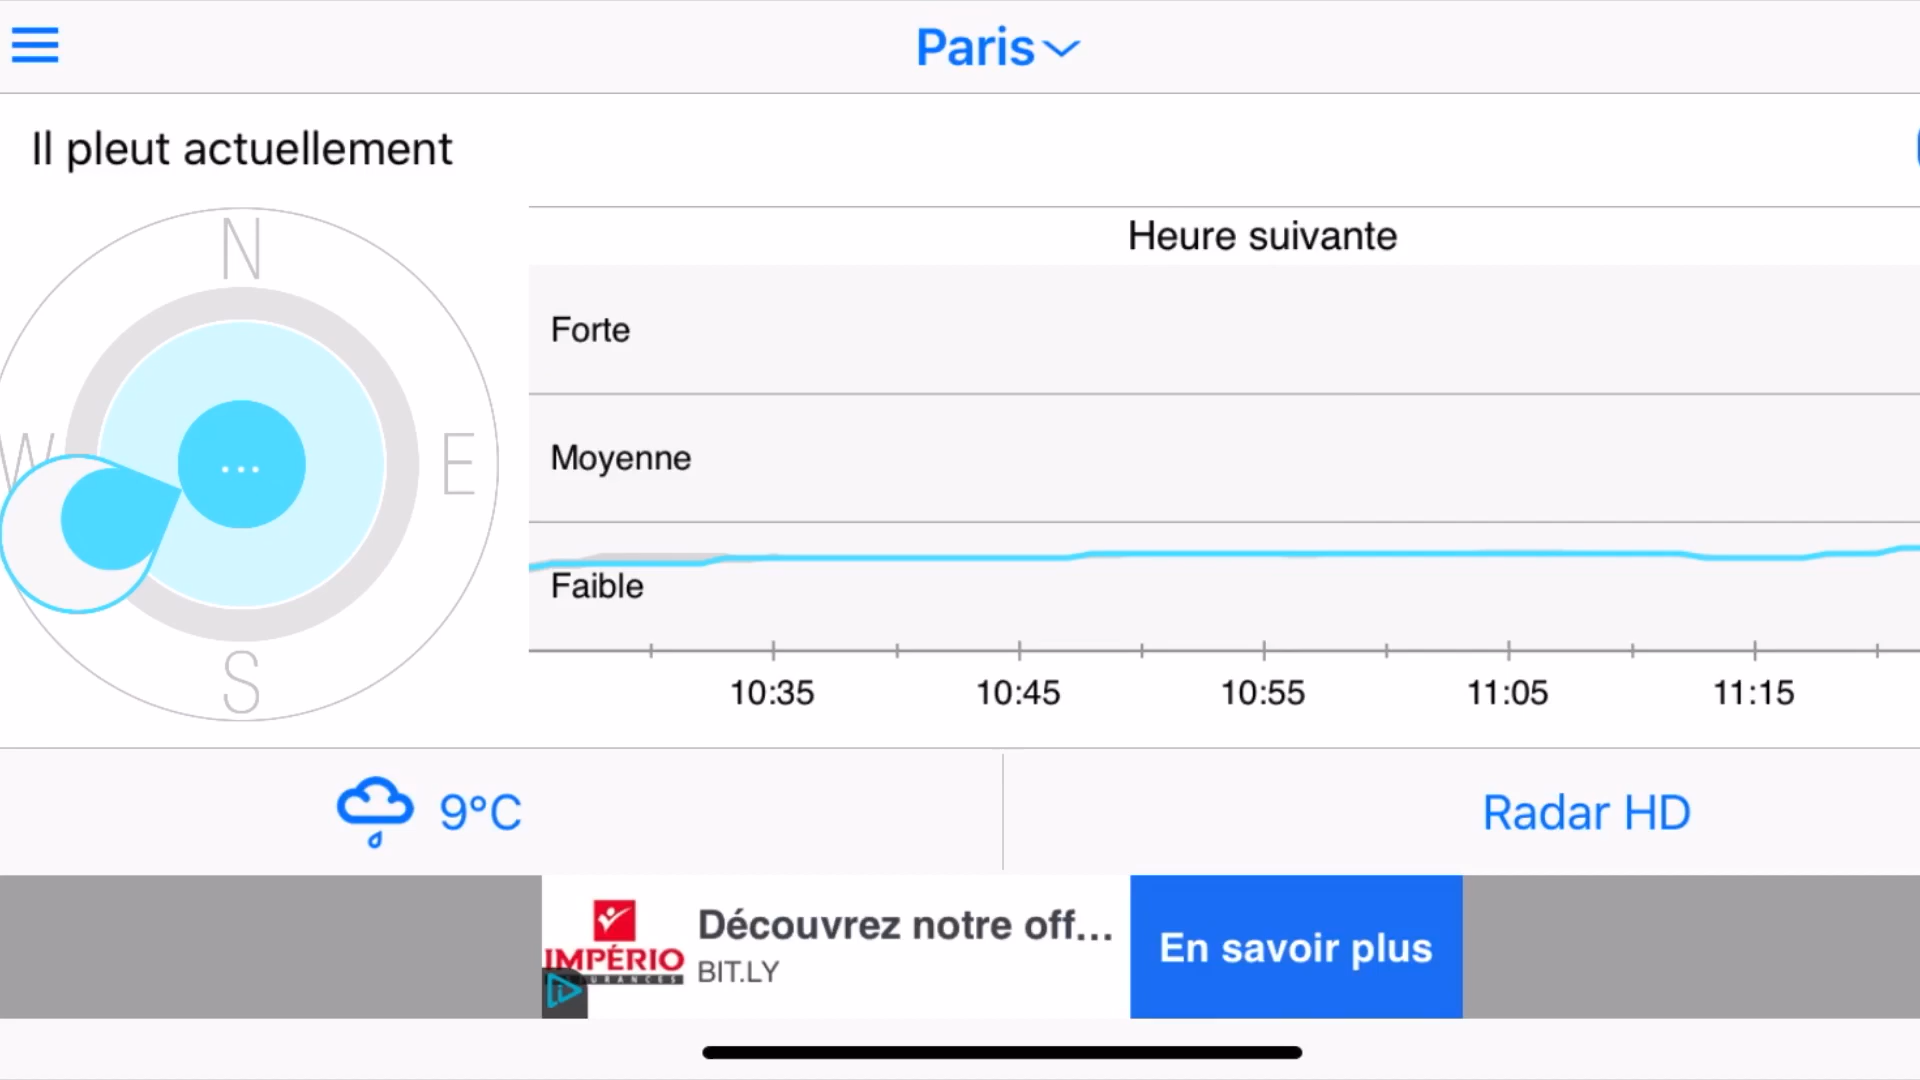 Paris
Il pleut actuellement
Heure suivante
N
W
E
S
...
Forte
Moyenne
Faible
10:35 10:45 10:55 11:05 11:15
9°C
Radar HD
IMPÉRIO
Découvrez notre off...
BIT.LY
En savoir plus